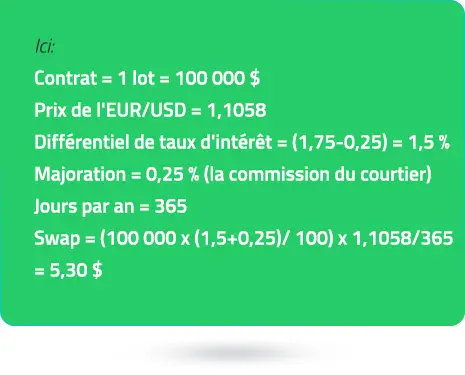 Ici:
Contrat = 1 lot = 100 000 $
Prix de l'EUR/USD = 1,1058
Différentiel de taux d'intérêt = (1,75-0,25) = 1,5 %
Majoration = 0,25 % (la commission du courtier)
Jours par an = 365
Swap = (100 000 x (1,5+0,25)/ 100) x 1,1058/365
= 5,30 $